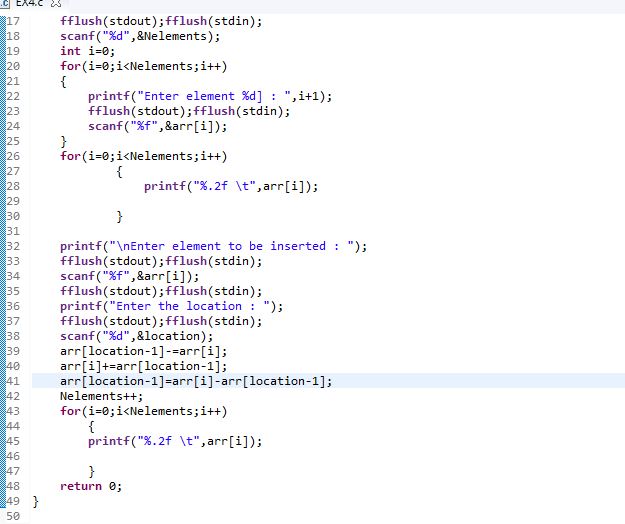 EX4.c
17 fflush(stdout);fflush(stdin);
18 scanf("%d",&Nelements);
19 int i=0;
20 for(i=0;i<Nelements;i++)
21 {
22 printf("Enter element %d] : ",i+1);
23 fflush(stdout);fflush(stdin);
24 scanf("%f",&arr[i]);
25 }
26 for(i=0;i<Nelements;i++)
27 {
28 printf("%.2f \t",arr[i]);
29
30 }
31
32 printf("\nEnter element to be inserted : ");
33 fflush(stdout);fflush(stdin);
34 scanf("%f",&arr[i]);
35 fflush(stdout);fflush(stdin);
36 printf("Enter the location : ");
37 fflush(stdout);fflush(stdin);
38 scanf("%d",&location);
39 arr[location-1]-=arr[i];
40 arr[i]+=arr[location-1];
41 arr[location-1]=arr[i]-arr[location-1];
42 Nelements++;
43 for(i=0;i<Nelements;i++)
44 {
45 printf("%.2f \t",arr[i]);
46
47 }
48 return 0;
49 }
50